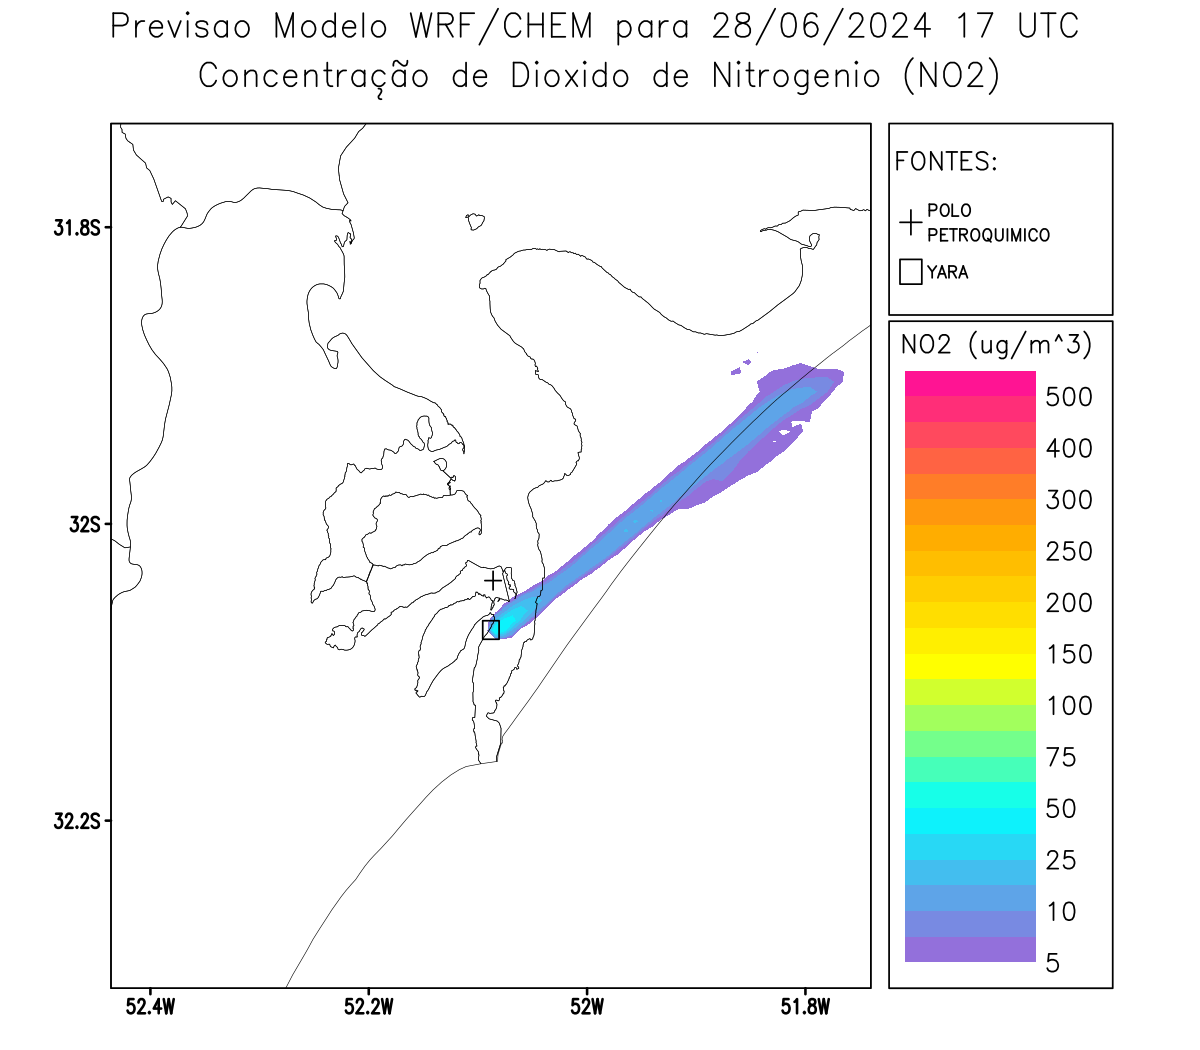 Previsao Modelo WRF/CHEM para 28/06/2024 17 UTC
Concentração de Dioxido de Nitrogenio (NO2)
FONTES:
POLO
PETROQUIMICO
YARA
NO2 (ug/m^3)
500
400
300
250
200
150
100
75
50
25
10
5
31.8S
32S
32.2S
52.4W
52.2W
52W
51.8W